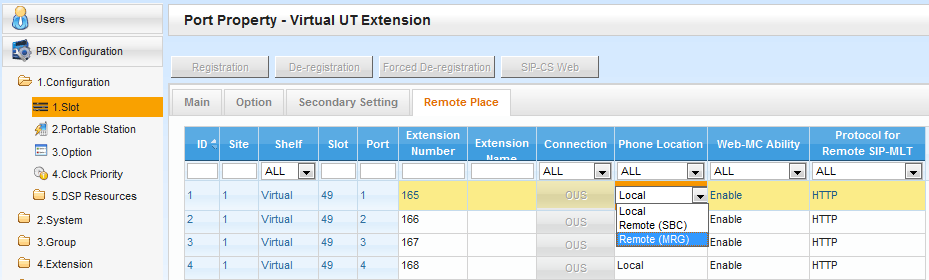 Users
Port Property - Virtual UT Extension
PBX Configuration
Registration De-registration Forced De-registration SIP-CS Web
1.Configuration
1.Slot
Main Option Secondary Setting Remote Place
2.Portable Station
3.Option
4.Clock Priority
5.DSP Resources
2.System
3.Group
4.Extension
ID Site Shelf Slot Port Extension Number Extension Name Connection Phone Location Web-MC Ability Protocol for Remote SIP-MLT
ALL ALL ALL ALL ALL
1 1 Virtual 49 1 165 OUS Local Enable HTTP
Local
Remote (SBC)
Remote (MRG)
2 1 Virtual 49 2 166 OUS Enable HTTP
3 1 Virtual 49 3 167 OUS Enable HTTP
4 1 Virtual 49 4 168 OUS Local Enable HTTP